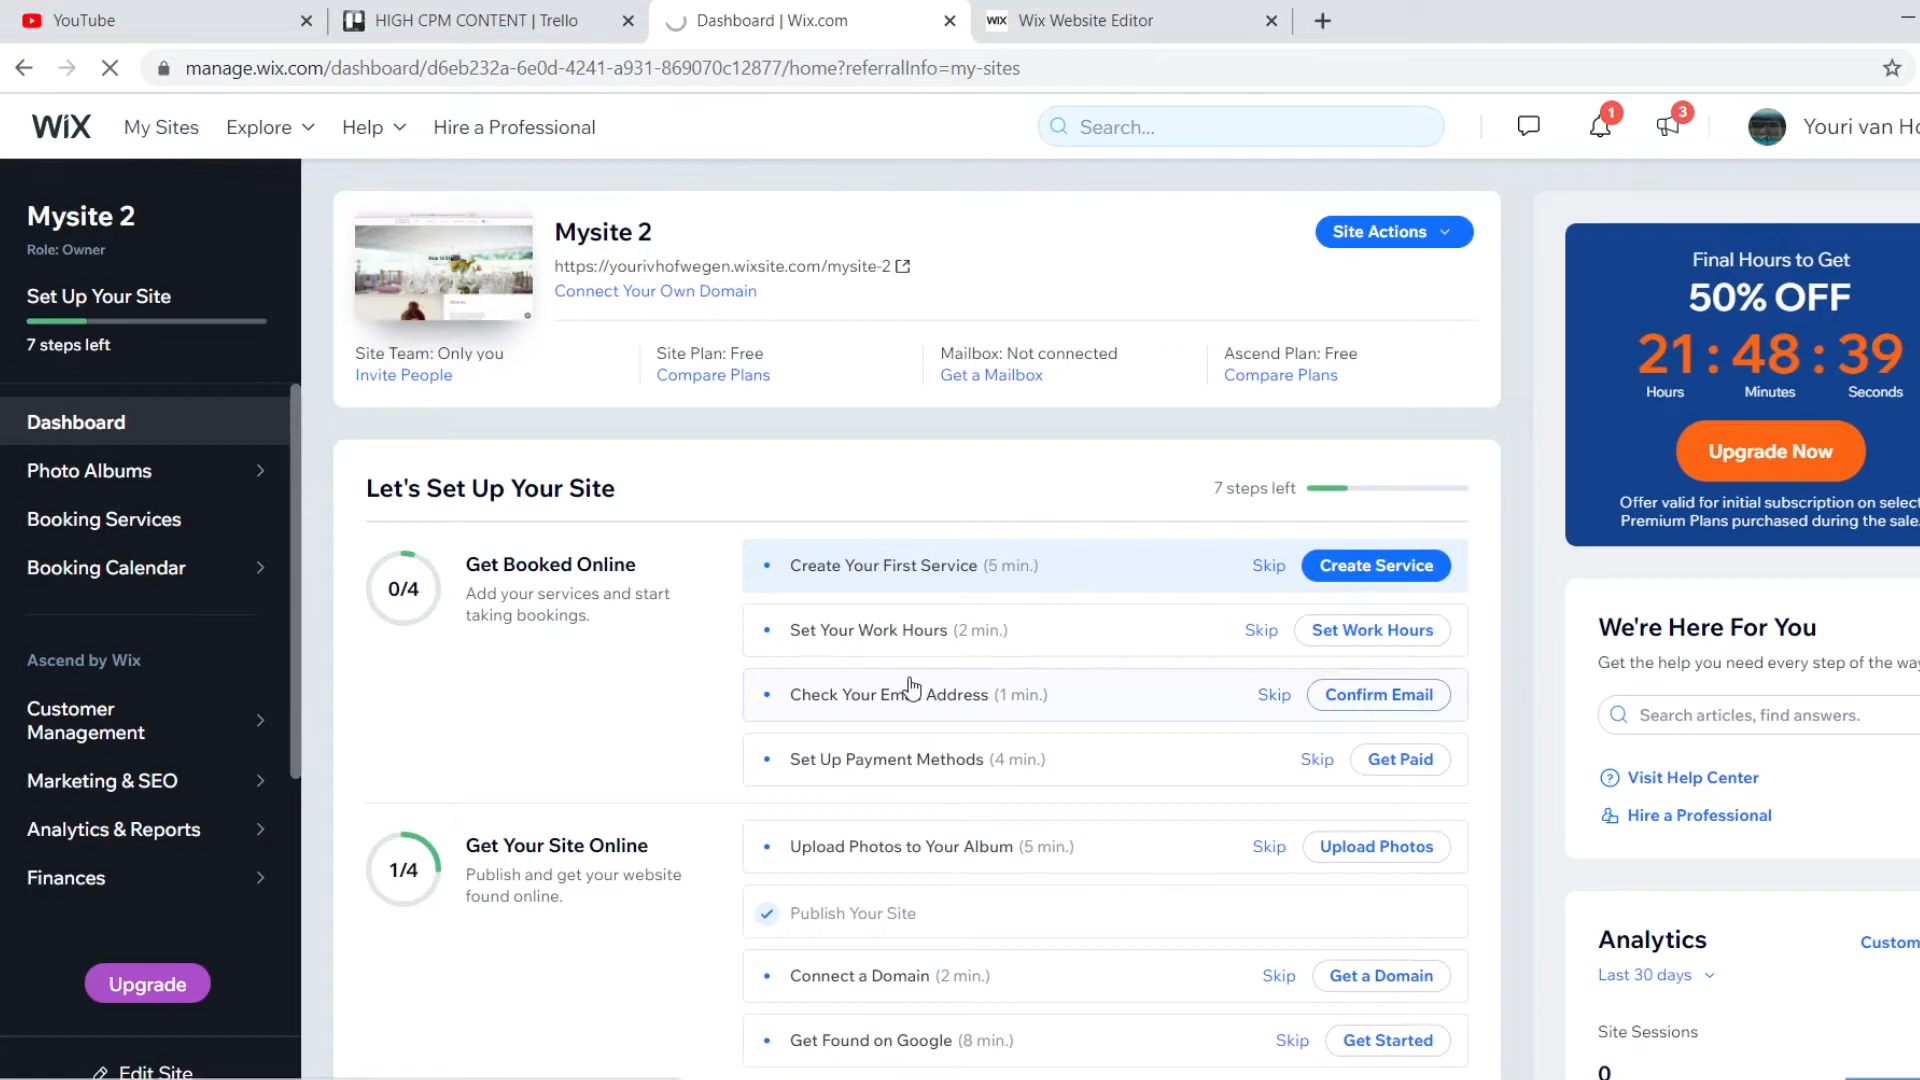 YouTube
HIGH CPM CONTENT | Trello
Dashboard | Wix.com
WIX Wix Website Editor
manage.wix.com/dashboard/d6eb232a-6e0d-4241-a931-869070c12877/home?referralInfo=my-sites
WIX My Sites Explore Help Hire a Professional
Search...
1
3
Youri van Ho
Mysite 2
Role: Owner
Set Up Your Site
7 steps left
Dashboard
Photo Albums
Booking Services
Booking Calendar
Ascend by Wix
Customer
Management
Marketing & SEO
Analytics & Reports
Finances
Upgrade
Edit Site
Mysite 2
Site Actions
https://yourivhofwegen.wixsite.com/mysite-2
Connect Your Own Domain
Site Team: Only you
Invite People
Site Plan: Free
Compare Plans
Mailbox: Not connected
Get a Mailbox
Ascend Plan: Free
Compare Plans
Let's Set Up Your Site
7 steps left
0/4
Get Booked Online
Add your services and start
taking bookings.
Create Your First Service (5 min.) Skip Create Service
Set Your Work Hours (2 min.) Skip Set Work Hours
Check Your Em Address (1 min.) Skip Confirm Email
Set Up Payment Methods (4 min.) Skip Get Paid
1/4
Get Your Site Online
Publish and get your website
found online.
Upload Photos to Your Album (5 min.) Skip Upload Photos
Publish Your Site
Connect a Domain (2 min.) Skip Get a Domain
Get Found on Google (8 min.) Skip Get Started
Final Hours to Get
50% OFF
21 : 48 : 39
Hours Minutes Seconds
Upgrade Now
Offer valid for initial subscription on select
Premium Plans purchased during the sale.
We're Here For You
Get the help you need every step of the way
Search articles, find answers.
Visit Help Center
Hire a Professional
Analytics
Custom
Last 30 days
Site Sessions
0